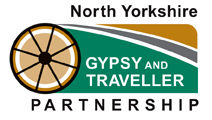 North Yorkshire
GYPSY AND
TRAVELLER
PARTNERSHIP